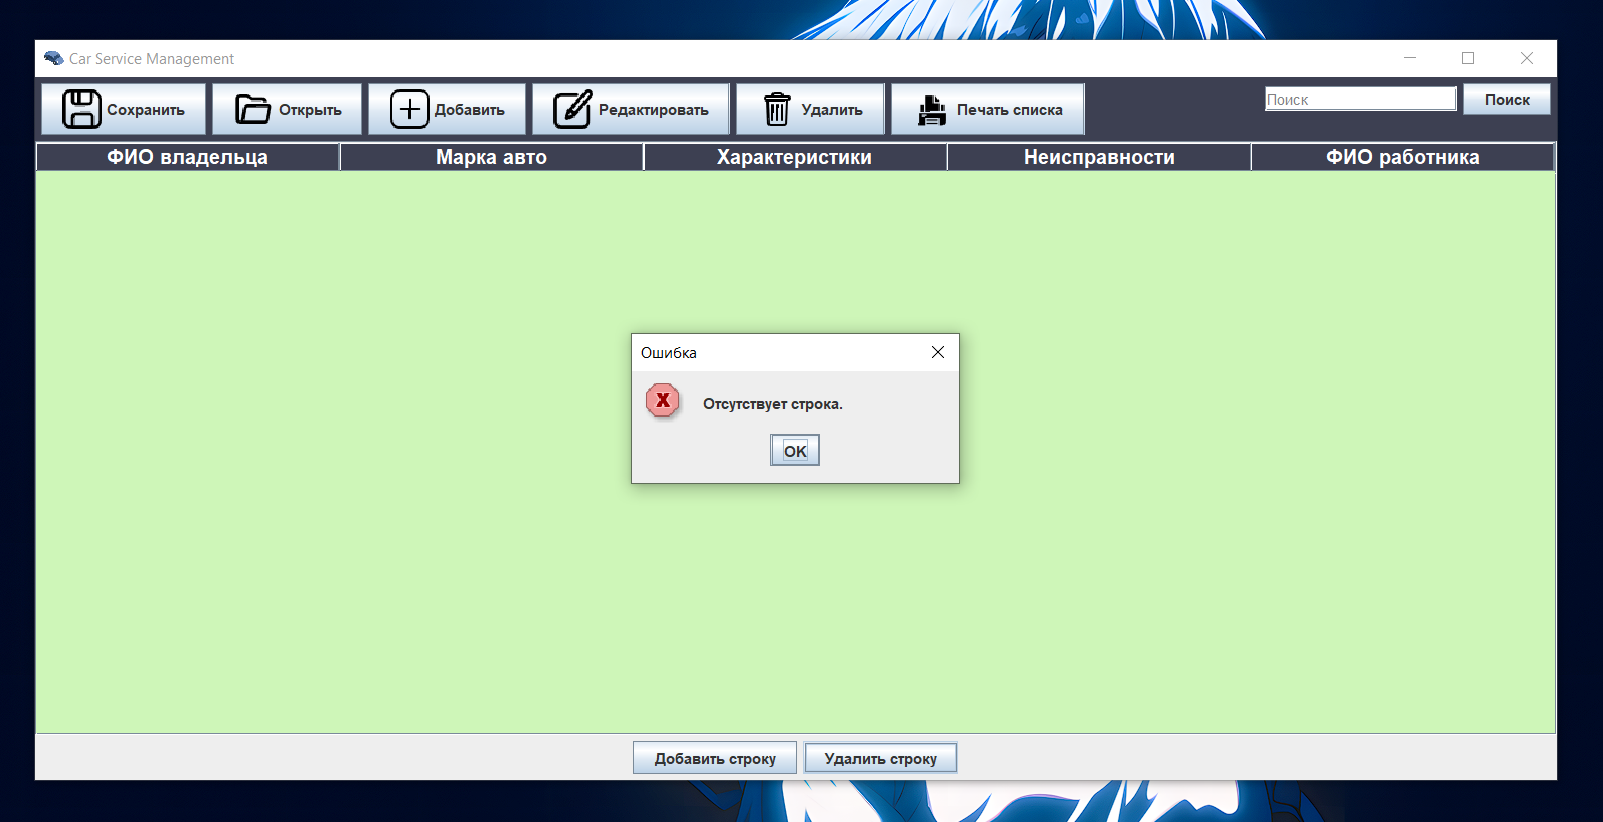 Car Service Management
Сохранить Открыть Добавить Редактировать Удалить Печать списка Поиск Поиск
ФИО владельца Марка авто Характеристики Неисправности ФИО работника
Ошибка
X Отсутствует строка.
OK
Добавить строку Удалить строку